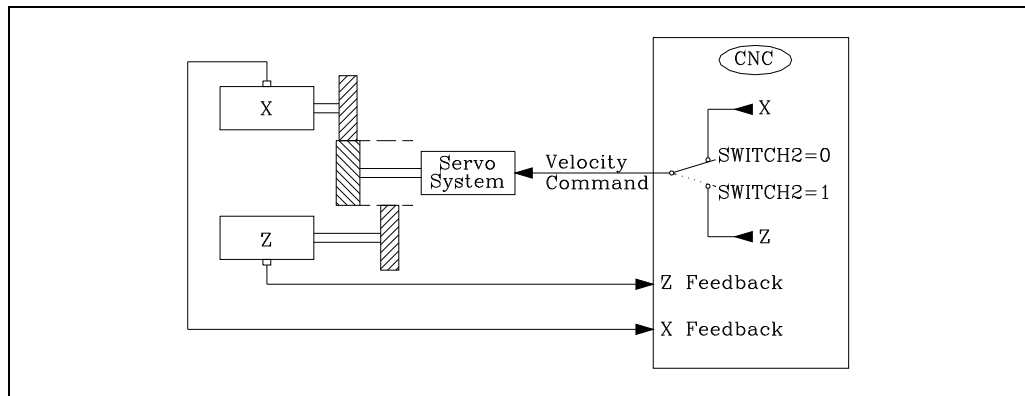 CNC
X
X
SWITCH2=0
Servo
System
Velocity
Command
SWITCH2=1
Z
Z
Z Feedback
X Feedback